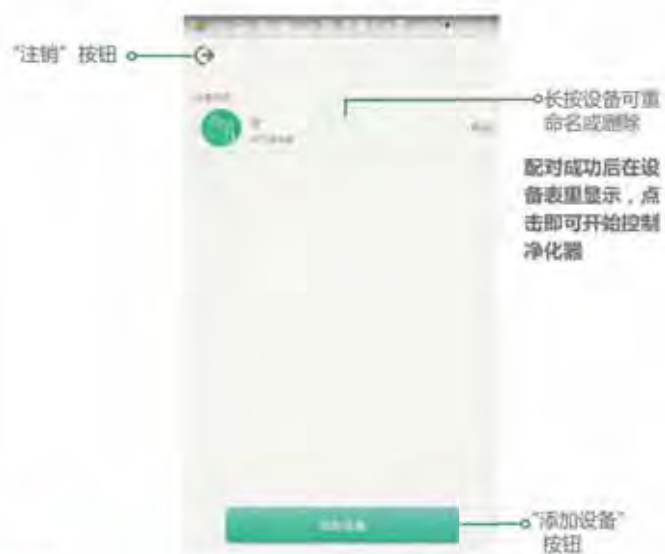 “注销”按钮
长按设备可重
命名或删除
配对成功后在设
备表里显示，点
击即可开始控制
净化器
“添加设备”
按钮